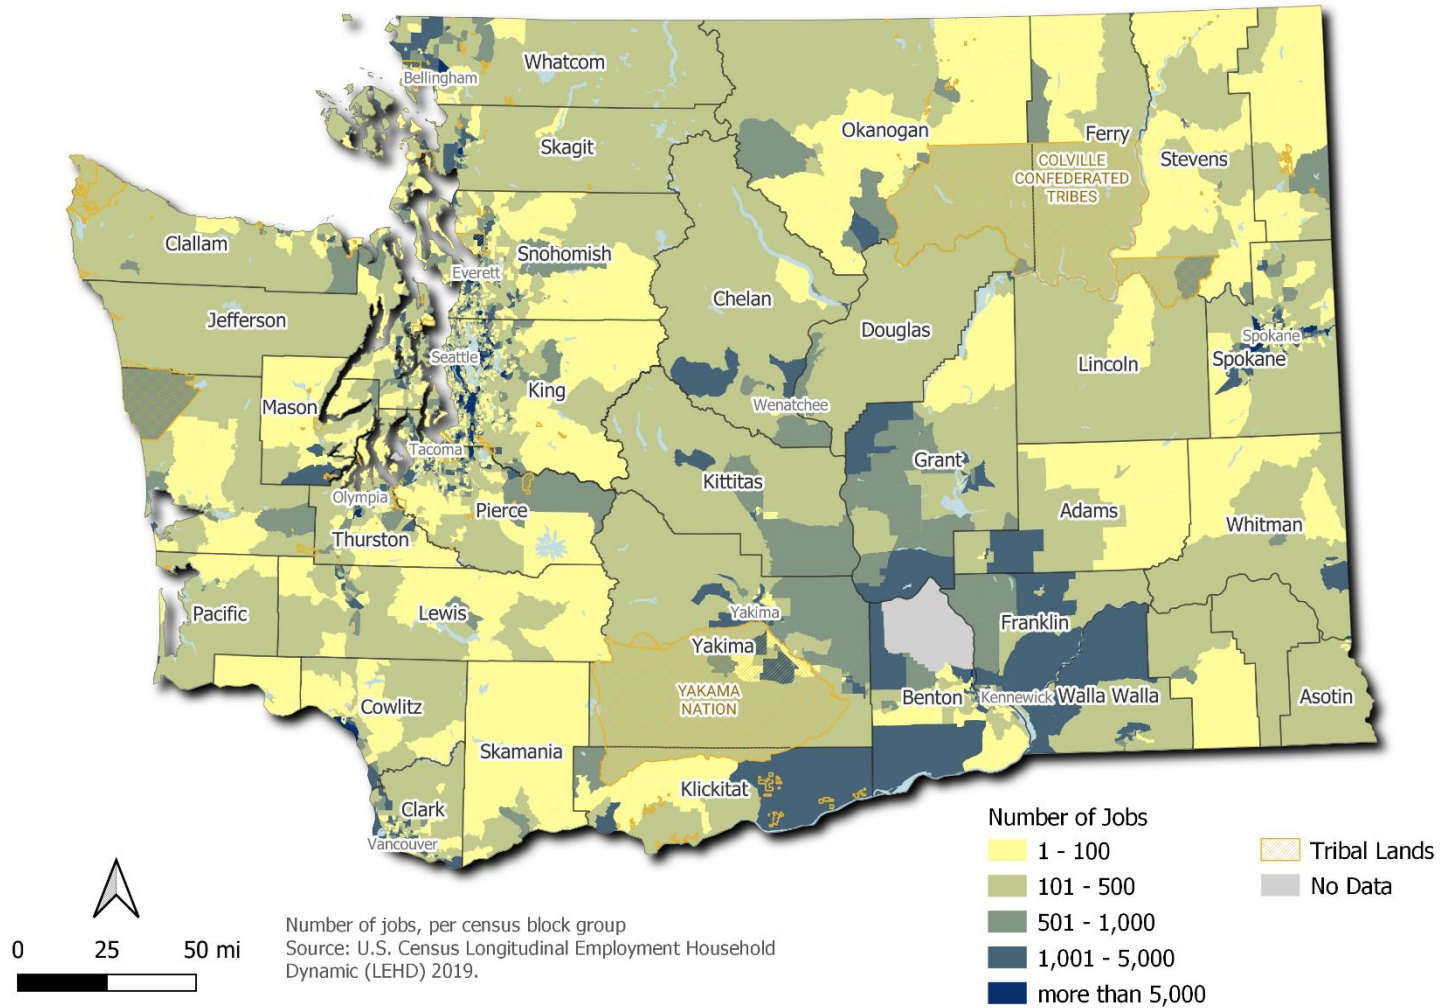 Whatcom
Bellingham
Okanogan
Ferry
Skagit
Stevens
COLVILLE
CONFEDERATED
TRIBES
Clallam
Snohomish
Everett
Chelan
Jefferson
Douglas
Seattle
Spokane
Spokane
Lincoln
King
Mason
Wenatchee
Tacoma
Grant
Kittitas
Olympia
Pierce
Adams
Whitman
Thurston
Pacific
Lewis
Yakima
Franklin
Yakima
YAKAMA
NATION
Benton
Kennewick
Walla Walla
Asotin
Cowlitz
Skamania
Klickitat
Clark
Vancouver
Number of Jobs
1 - 100
101 - 500
501 - 1,000
1,001 - 5,000
more than 5,000
Tribal Lands
No Data
0 25 50 mi
Number of jobs, per census block group
Source: U.S. Census Longitudinal Employment Household
Dynamic (LEHD) 2019.